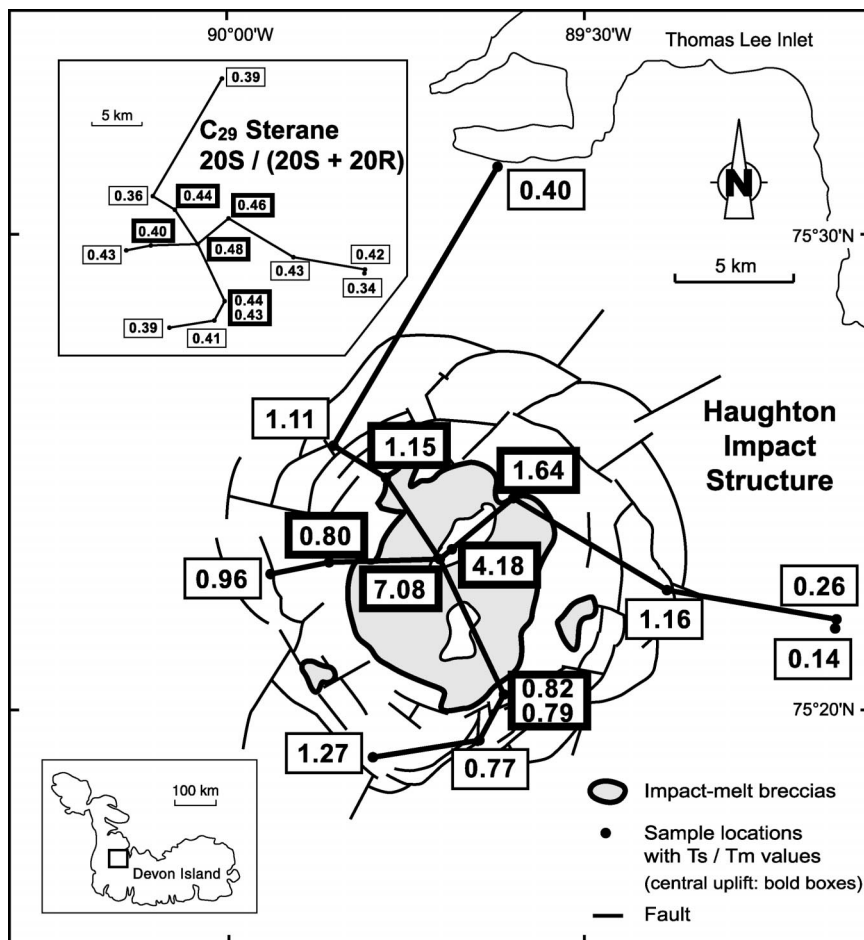 90°00'W
89°30'W
Thomas Lee Inlet
0.39
5 km
C29 Sterane
20S / (20S + 20R)
0.36
0.44
0.46
0.40
0.43
0.48
0.43
0.42
0.34
0.44
0.43
0.39
0.41
0.40
N
75°30'N
5 km
Haughton
Impact
Structure
1.11
1.15
1.64
0.80
0.96
7.08
4.18
1.16
0.26
0.14
0.82
0.79
75°20'N
1.27
0.77
100 km
Devon Island
Impact-melt breccias
Sample locations
with Ts / Tm values
(central uplift: bold boxes)
Fault